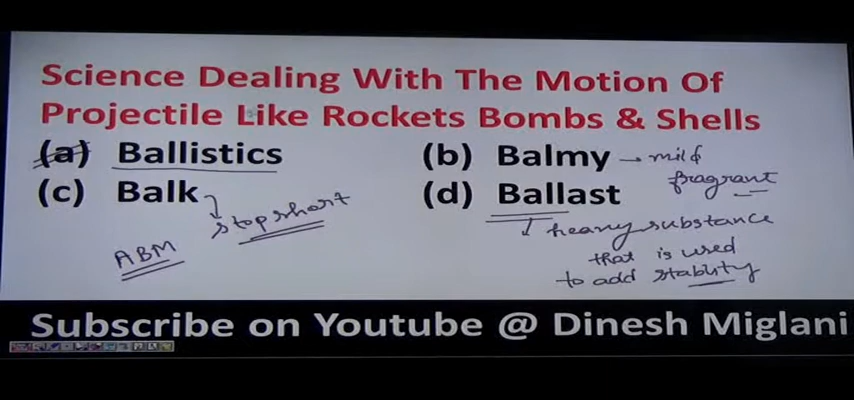 Science Dealing With The Motion Of
Projectile Like Rockets Bombs & Shells
(a) Ballistics (b) Balmy → mild
fragrant
(c) Balk (d) Ballast
stop short
heavy substance
ABM
that is used
to add stability
Subscribe on Youtube @ Dinesh Miglani